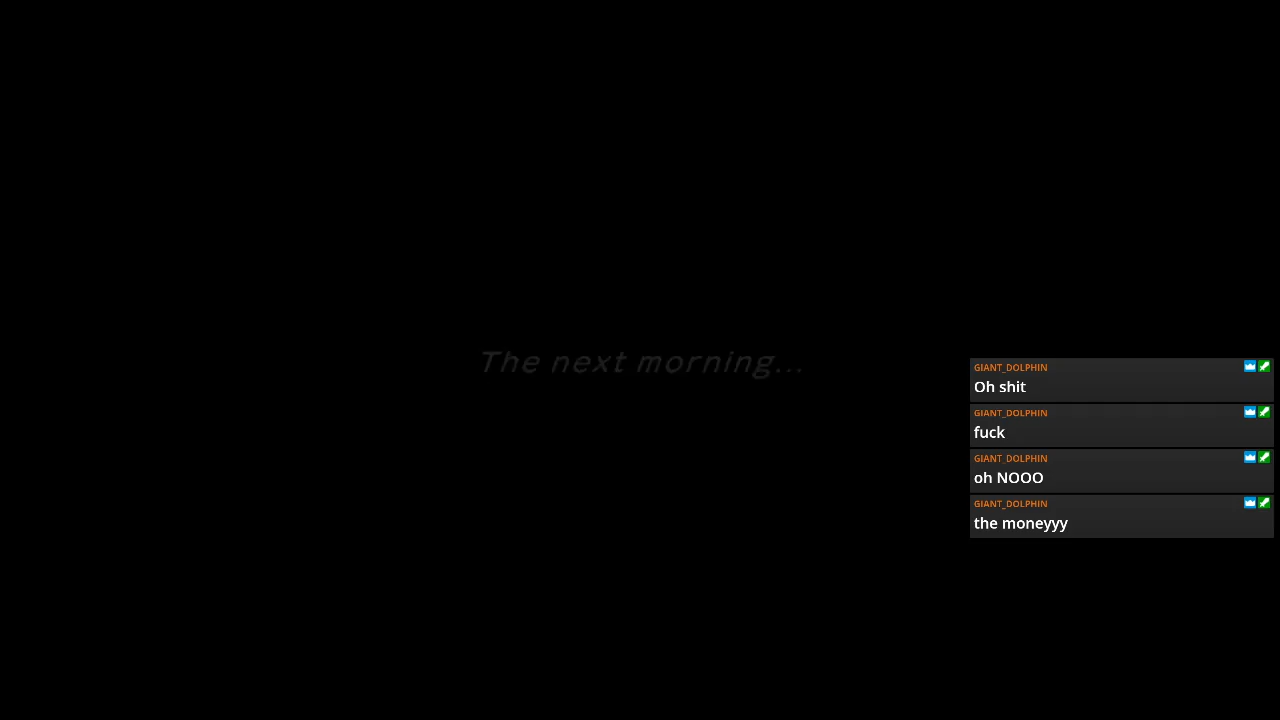 The next morning...
GIANT_DOLPHIN
Oh shit
GIANT_DOLPHIN
fuck
GIANT_DOLPHIN
oh NOOO
GIANT_DOLPHIN
the moneyyy